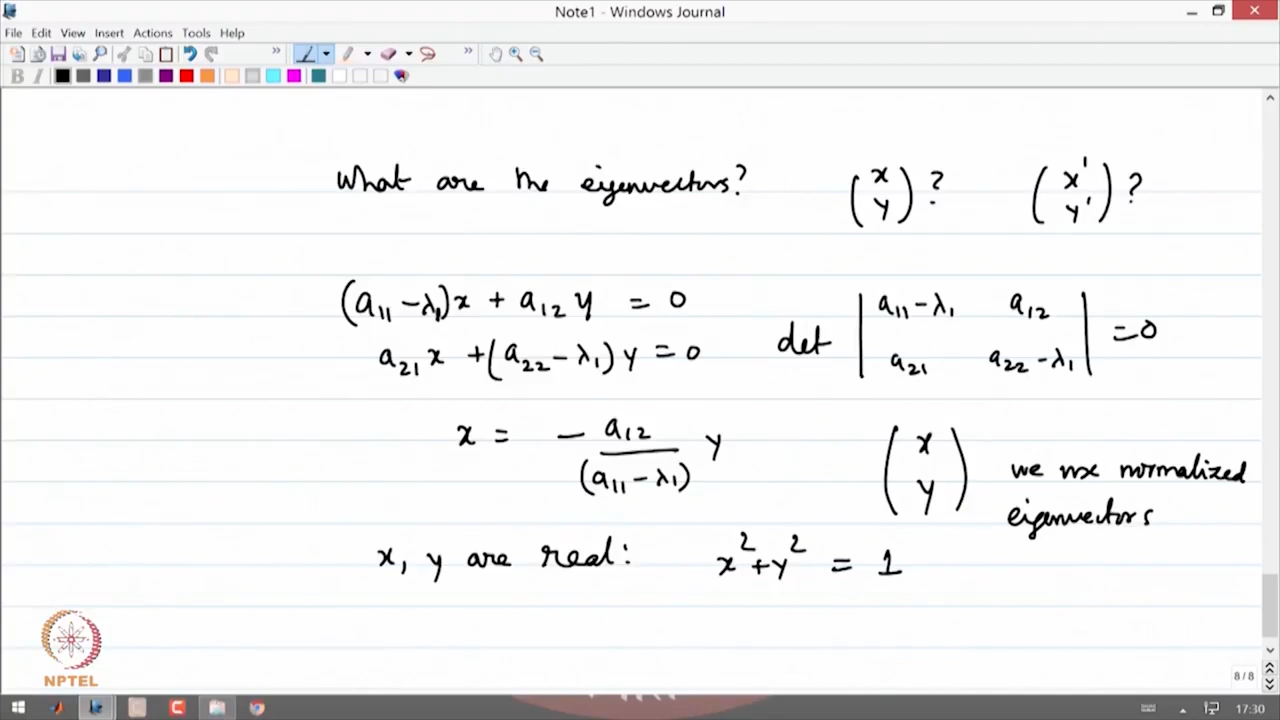 Note1 - Windows Journal
File Edit View Insert Actions Tools Help
What are the eigenvectors? (x y)? (x' y')?
(a₁₁ - λ₁)x + a₁₂ y = 0
a₂₁ x + (a₂₂ - λ₁) y = 0
det | a₁₁ - λ₁ a₁₂ |
| a₂₁ a₂₂ - λ₁ | = 0
x = - a₁₂ / (a₁₁ - λ₁) y
(x y) we use normalized
eigenvectors
x, y are real: x² + y² = 1
NPTEL
8 / 8
17:30